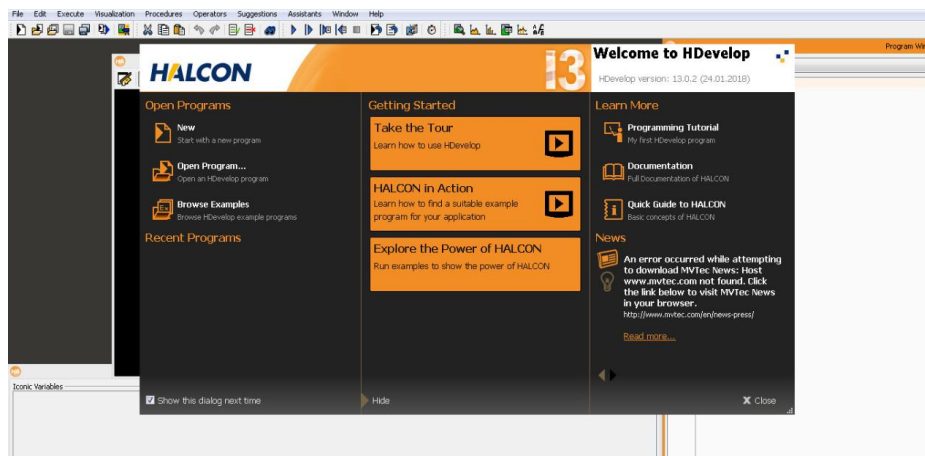 File Edit Execute Visualization Procedures Operators Suggestions Assistants Window Help
Program Win
HALCON
13
Welcome to HDevelop
HDevelop version: 13.0.2 (24.01.2018)
Open Programs
New
Start with a new program
Open Program...
Open an HDevelop program
Browse Examples
Browse HDevelop example programs
Recent Programs
Getting Started
Take the Tour
Learn how to use HDevelop
HALCON in Action
Learn how to find a suitable example
program for your application
Explore the Power of HALCON
Run examples to show the power of HALCON
Learn More
Programming Tutorial
My first HDevelop program
Documentation
Full Documentation of HALCON
Quick Guide to HALCON
Basic concepts of HALCON
News
An error occurred while attempting
to download MVTec News: Host
www.mvtec.com not found. Click
the link below to visit MVTec News
in your browser.
http://www.mvtec.com/en/news-press/
Read more...
Iconic Variables
Show this dialog next time
Hide
Close